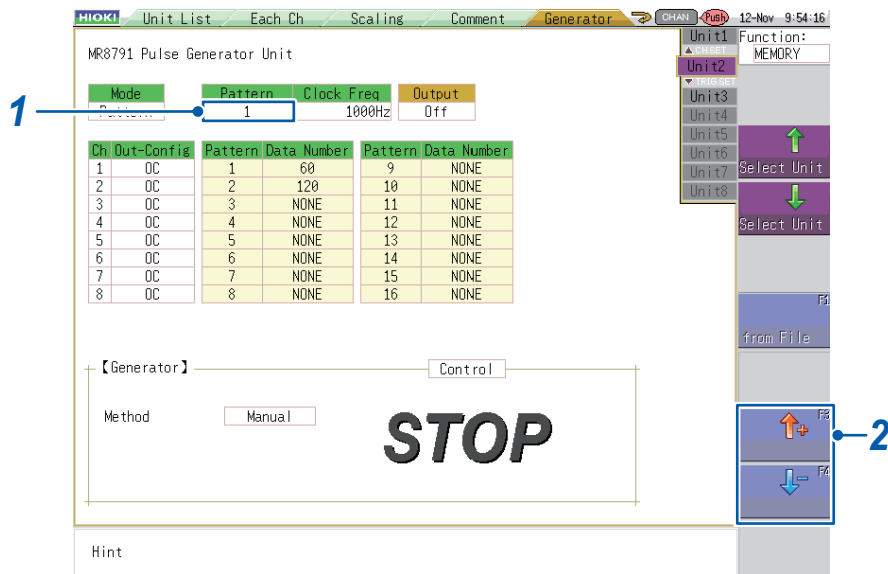 HIOKI Unit List Each Ch Scaling Comment Generator CHAN Push 12-Nov 9:54:16
MR8791 Pulse Generator Unit
Unit1
▲CHSET
Unit2
▼TRIGSET
Unit3
Unit4
Unit5
Unit6
Unit7
Unit8
Function:
MEMORY
Mode Pattern Clock Freq Output
Pattern 1 1000Hz Off
1
Ch Out-Config Pattern Data Number Pattern Data Number
1 OC 1 60 9 NONE
2 OC 2 120 10 NONE
3 OC 3 NONE 11 NONE
4 OC 4 NONE 12 NONE
5 OC 5 NONE 13 NONE
6 OC 6 NONE 14 NONE
7 OC 7 NONE 15 NONE
8 OC 8 NONE 16 NONE
Select Unit
Select Unit
F1
from File
【Generator】 Control
Method Manual
STOP
F3
+
F4
-
2
Hint